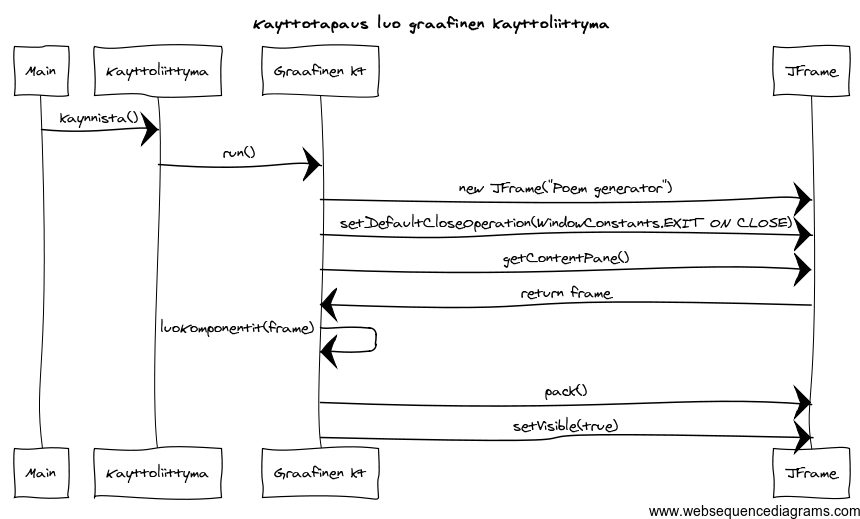 Kayttotapaus luo graafinen kayttoliittyma
Main
Kayttoliittyma
Graafinen kt
JFrame
kaynnista()
run()
new JFrame("Poem generator")
setDefaultCloseOperation(WindowConstants.EXIT ON CLOSE)
getContentPane()
return frame
luoKomponentit(frame)
pack()
setVisible(true)
Main
Kayttoliittyma
Graafinen kt
JFrame
www.websequencediagrams.com